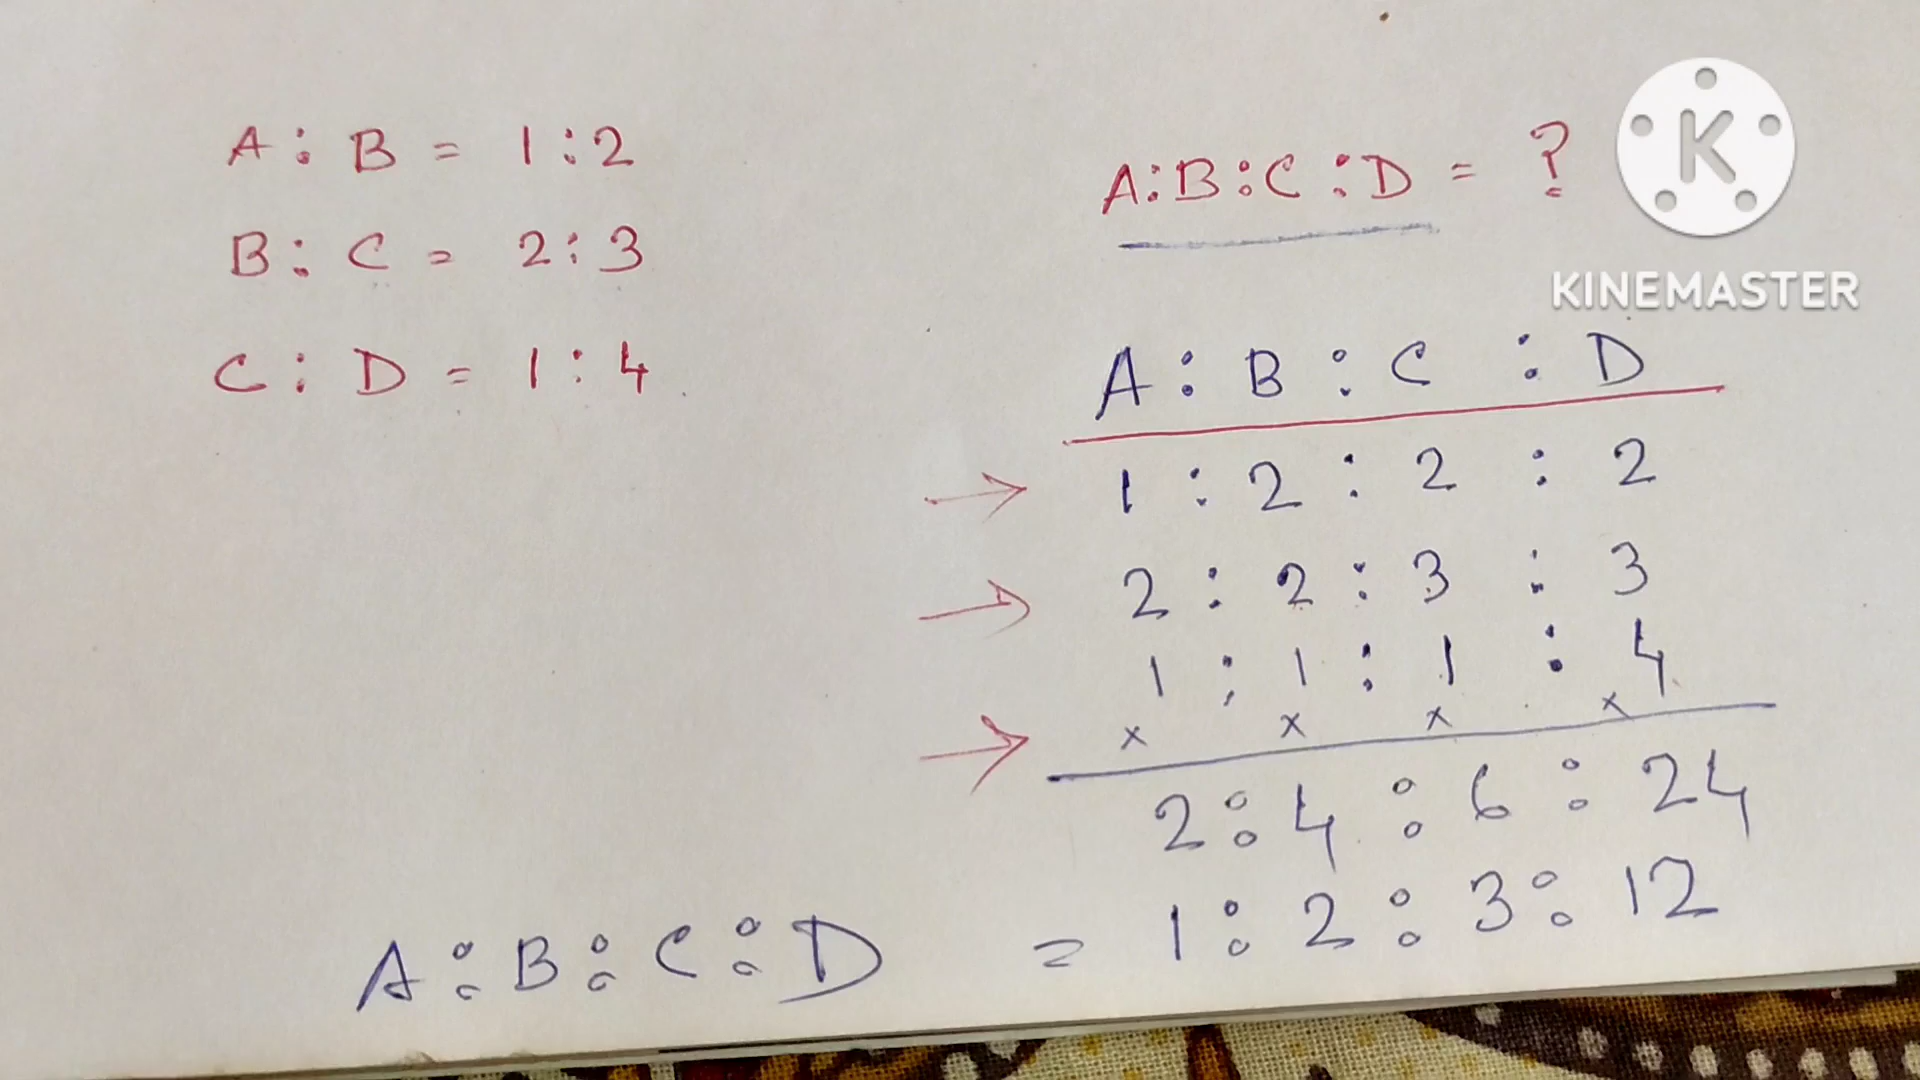 A : B = 1 : 2
B : C = 2 : 3
C : D = 1 : 4
A : B : C : D = ?
KINEMASTER
A : B : C : D
→ 1 : 2 : 2 : 2
→ 2 : 2 : 3 : 3
1 : 1 : 1 : 4
→ × × × ×
2 : 4 : 6 : 24
A : B : C : D = 1 : 2 : 3 : 12